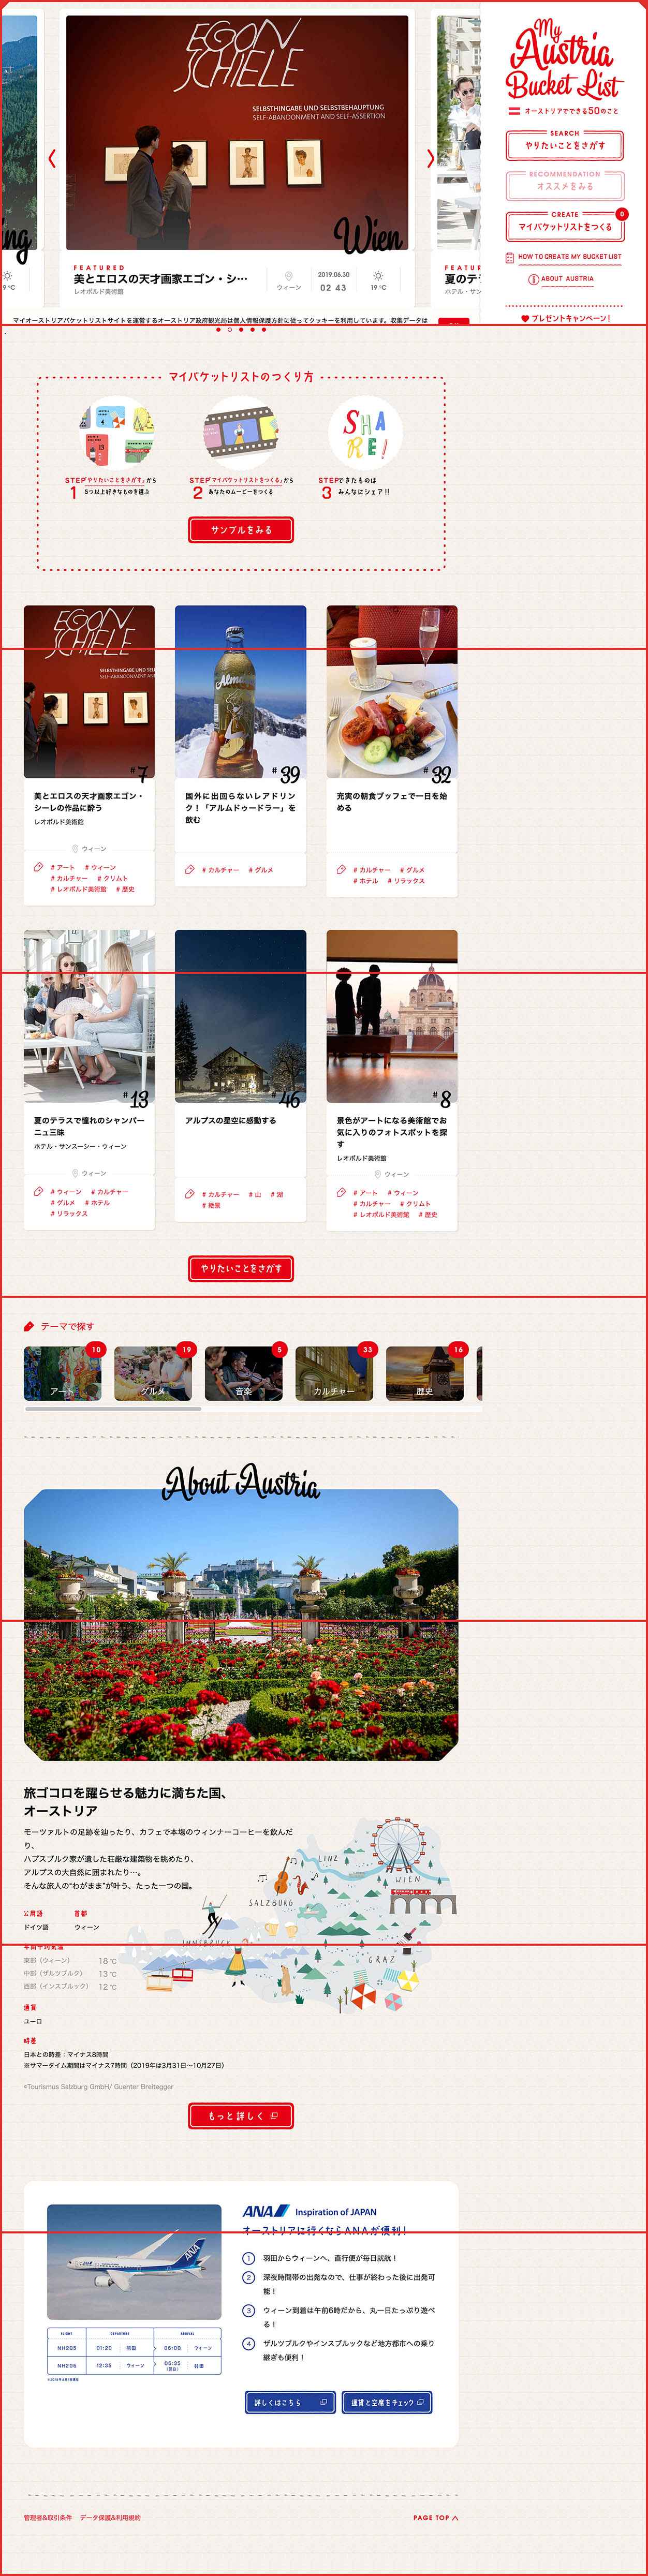 EGON
SCHIELE
SELBSTHINGABE UND SELBSTBEHAUPTUNG
SELF-ABANDONMENT AND SELF-ASSERTION
ing
Wien
9 ℃
FEATURED
美とエロスの天才画家エゴン・シ…
レオポルド美術館
ウィーン
2019.06.30
02 43
19 ℃
FEATUR
夏のテラ
ホテル・サン
マイオーストリアバケットリストサイトを運営するオーストリア政府観光局は個人情報保護方針に従ってクッキーを利用しています。収集データは
My
Austria
Bucket List
オーストリアでできる50のこと
SEARCH
やりたいことをさがす
RECOMMENDATION
オススメをみる
CREATE
0
マイバケットリストをつくる
HOW TO CREATE MY BUCKET LIST
ABOUT AUSTRIA
プレゼントキャンペーン!
マイバケットリストのつくり方
STEP 1
「やりたいことをさがす」から
5つ以上好きなものを選ぶ
STEP 2
「マイバケットリストをつくる」から
あなたのムービーをつくる
SHARE!
STEP 3
できたものは
みんなにシェア!!
サンプルをみる
EGON
SCHIELE
SELBSTHINGABE UND SEL
SELF-ABANDONMENT AN
#7
美とエロスの天才画家エゴン・
シーレの作品に酔う
レオポルド美術館
ウィーン
# アート # ウィーン
# カルチャー # クリムト
# レオポルド美術館 # 歴史
Almd
#39
国外に出回らないレアドリン
ク!「アルムドゥードラー」を
飲む
# カルチャー # グルメ
#32
充実の朝食ブッフェで一日を始
める
# カルチャー # グルメ
# ホテル # リラックス
#13
夏のテラスで憧れのシャンパー
ニュ三昧
ホテル・サンスーシー・ウィーン
ウィーン
# ウィーン # カルチャー
# グルメ # ホテル
# リラックス
#46
アルプスの星空に感動する
# カルチャー # 山 # 湖
# 絶景
#8
景色がアートになる美術館でお
気に入りのフォトスポットを探
す
レオポルド美術館
ウィーン
# アート # ウィーン
# カルチャー # クリムト
# レオポルド美術館 # 歴史
やりたいことをさがす
テーマで探す
10
アート
19
グルメ
5
音楽
33
カルチャー
16
歴史
About Austria
旅ゴコロを躍らせる魅力に満ちた国、
オーストリア
モーツァルトの足跡を辿ったり、カフェで本場のウィンナーコーヒーを飲んだ
り、
ハプスブルク家が遺した荘厳な建築物を眺めたり、
アルプスの大自然に囲まれたり…。
そんな旅人の“わがまま”が叶う、たった一つの国。
LINZ
WIEN
SALZBURG
INNSBRUCK
GRAZ
公用語 首都
ドイツ語 ウィーン
年間平均気温
東部（ウィーン） 18 ℃
中部（ザルツブルク） 13 ℃
西部（インスブルック） 12 ℃
通貨
ユーロ
時差
日本との時差：マイナス8時間
※サマータイム期間はマイナス7時間（2019年は3月31日〜10月27日）
©Tourismus Salzburg GmbH/ Guenter Breitegger
もっと詳しく
ANA Inspiration of JAPAN
オーストリアに行くならANAが便利!
1 羽田からウィーンへ、直行便が毎日就航！
2 深夜時間帯の出発なので、仕事が終わった後に出発可
能！
3 ウィーン到着は午前6時だから、丸一日たっぷり遊べ
る！
4 ザルツブルクやインスブルックなど地方都市への乗り
継ぎも便利！
FLIGHT DEPARTURE ARRIVAL
NH205 01:20 羽田 06:00 ウィーン
NH206 12:35 ウィーン 06:35 (翌日) 羽田
詳しくはこちら
運賃と空席をチェック
管理者&取引条件 データ保護&利用規約
PAGE TOP